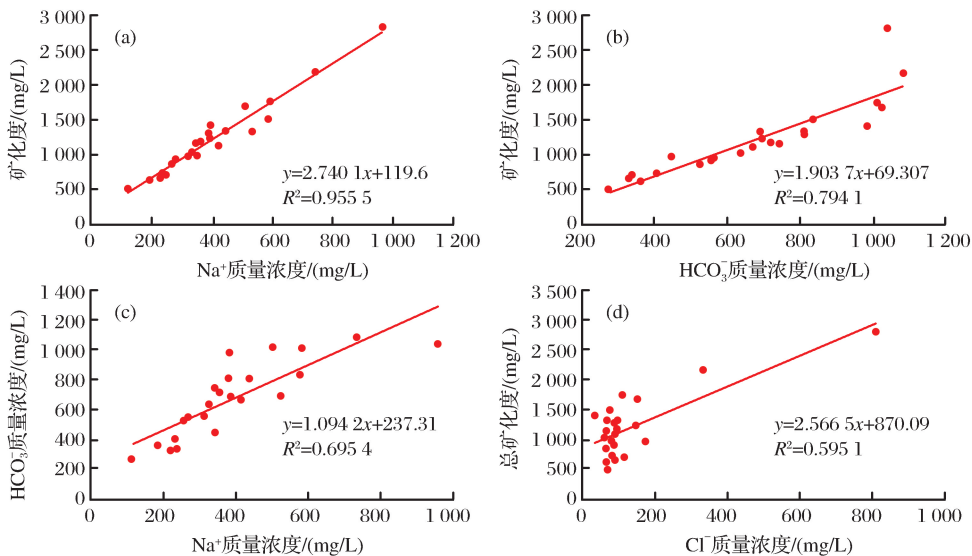 (a)
矿化度/(mg/L)
3 000
2 500
2 000
1 500
1 000
500
0
y=2.740 1x+119.6
R²=0.955 5
0 200 400 600 800 1 000 1 200
Na⁺质量浓度/(mg/L)
(b)
矿化度/(mg/L)
3 000
2 500
2 000
1 500
1 000
500
0
y=1.903 7x+69.307
R²=0.794 1
200 400 600 800 1 000 1 200
HCO₃⁻质量浓度/(mg/L)
(c)
HCO₃⁻质量浓度/(mg/L)
1 400
1 200
1 000
800
600
400
200
0
y=1.094 2x+237.31
R²=0.695 4
0 200 400 600 800 1 000
Na⁺质量浓度/(mg/L)
(d)
总矿化度/(mg/L)
3 500
3 000
2 500
2 000
1 500
1 000
500
0
y=2.566 5x+870.09
R²=0.595 1
0 200 400 600 800 1 000
Cl⁻质量浓度/(mg/L)